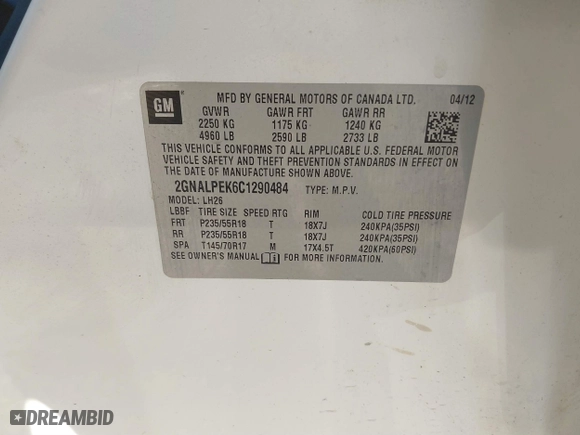 GM
MFD BY GENERAL MOTORS OF CANADA LTD. 04/12
GVWR GAWR FRT GAWR RR
2250 KG 1175 KG 1240 KG
4960 LB 2590 LB 2733 LB
THIS VEHICLE CONFORMS TO ALL APPLICABLE U.S. FEDERAL MOTOR
VEHICLE SAFETY AND THEFT PREVENTION STANDARDS IN EFFECT ON
THE DATE OF MANUFACTURE SHOWN ABOVE.
2GNALPEK6C1290484 TYPE: M.P.V.
MODEL: LH26
LBBF TIRE SIZE SPEED RTG RIM COLD TIRE PRESSURE
FRT P235/55R18 T 18X7J 240KPA(35PSI)
RR P235/55R18 T 18X7J 240KPA(35PSI)
SPA T145/70R17 M 17X4.5T 420KPA(60PSI)
SEE OWNER'S MANUAL FOR MORE INFORMATION.
DREAMBID